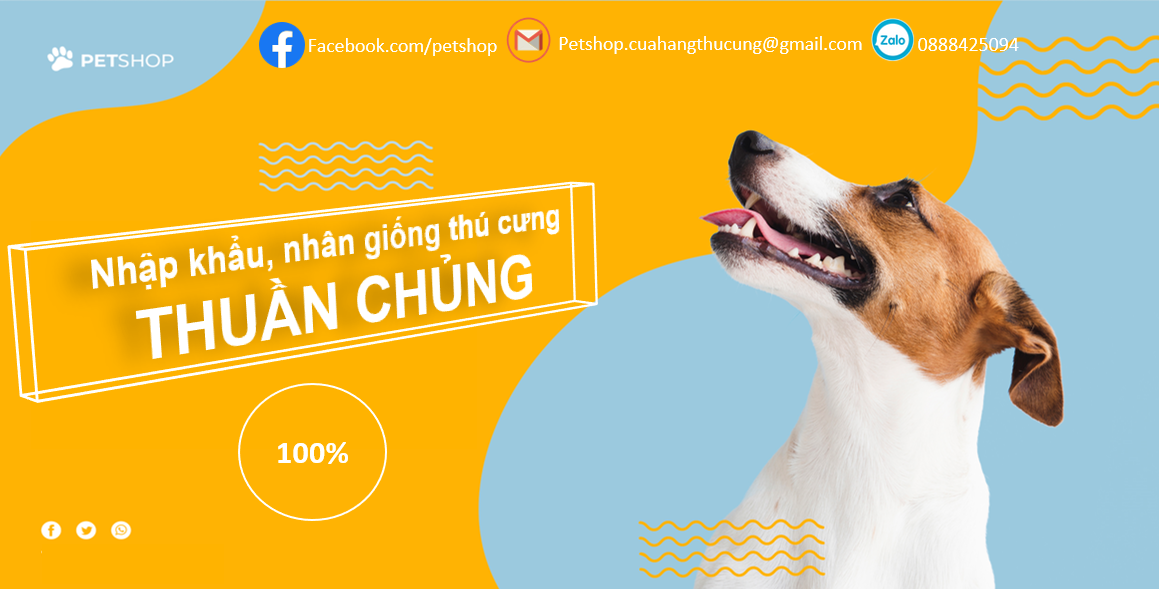 PETSHOP
Facebook.com/petshop
Petshop.cuahangthucung@gmail.com
Zalo
0888425094
Nhập khẩu, nhân giống thú cưng
THUẦN CHỦNG
100%